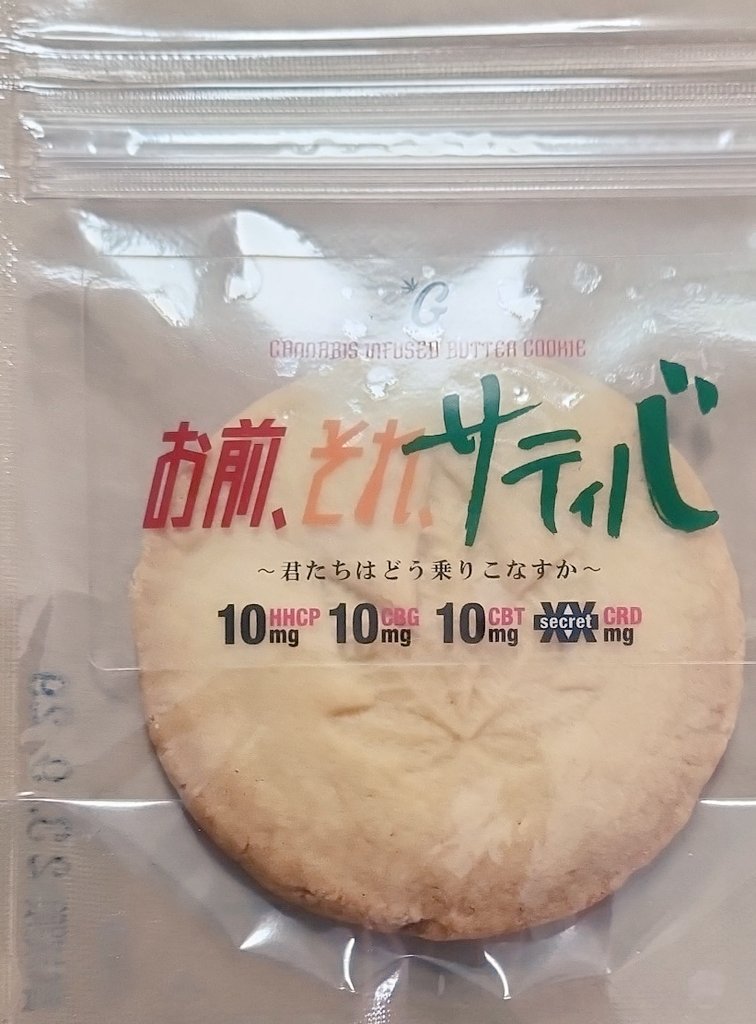 G
CANNABIS INFUSED BUTTER COOKIE
お前、それ、サティバ
～君たちはどう乗りこなすか～
10mg HHCP 10mg CBG 10mg CBT XX secret mg CRD